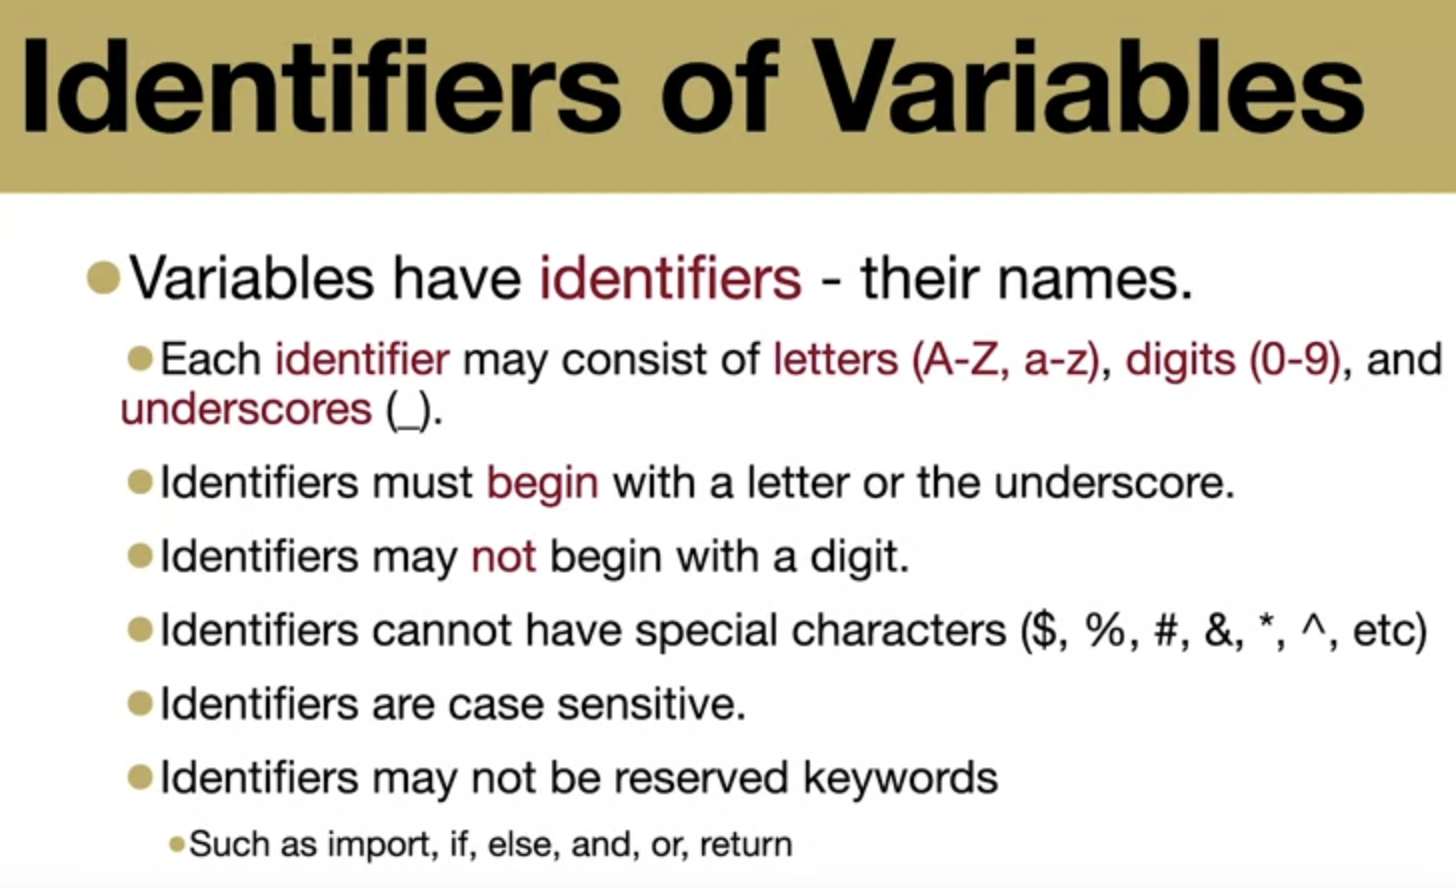 Identifiers of Variables
Variables have identifiers - their names.
Each identifier may consist of letters (A-Z, a-z), digits (0-9), and
underscores (_).
Identifiers must begin with a letter or the underscore.
Identifiers may not begin with a digit.
Identifiers cannot have special characters ($, %, #, &, *, ^, etc)
Identifiers are case sensitive.
Identifiers may not be reserved keywords
Such as import, if, else, and, or, return